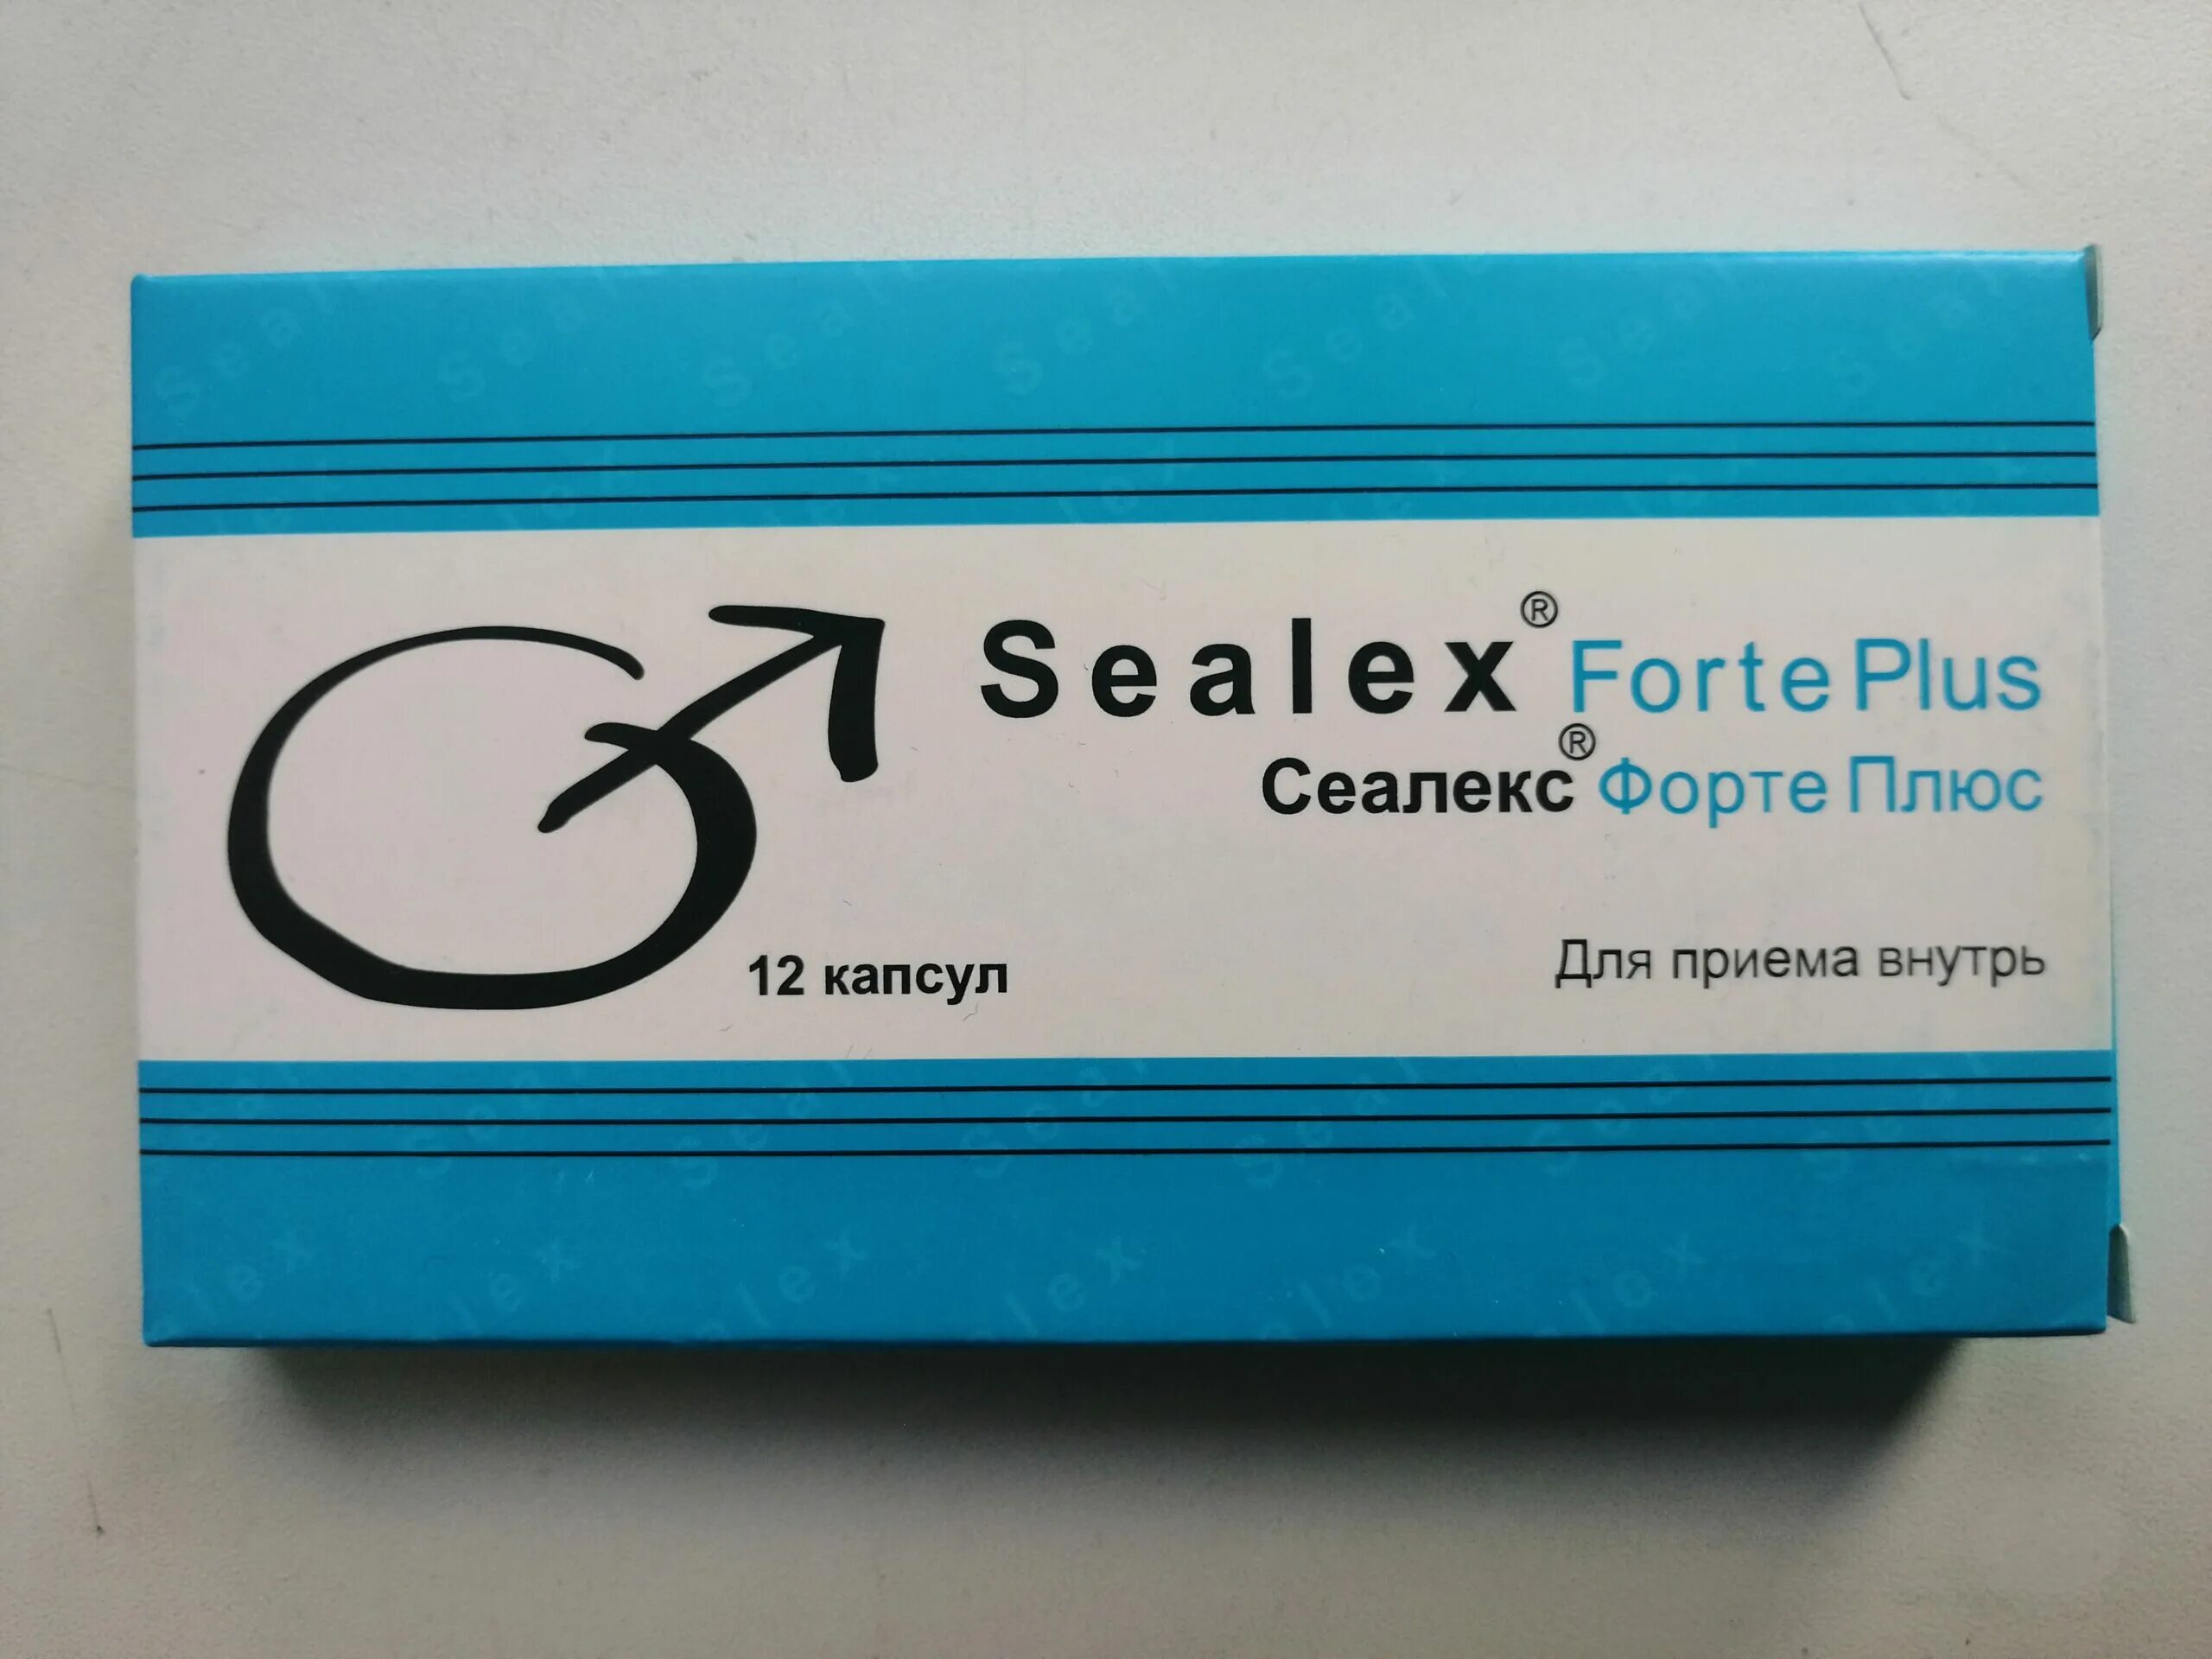 Sealex® Forte Plus
Сеалекс® Форте Плюс
12 капсул
Для приема внутрь